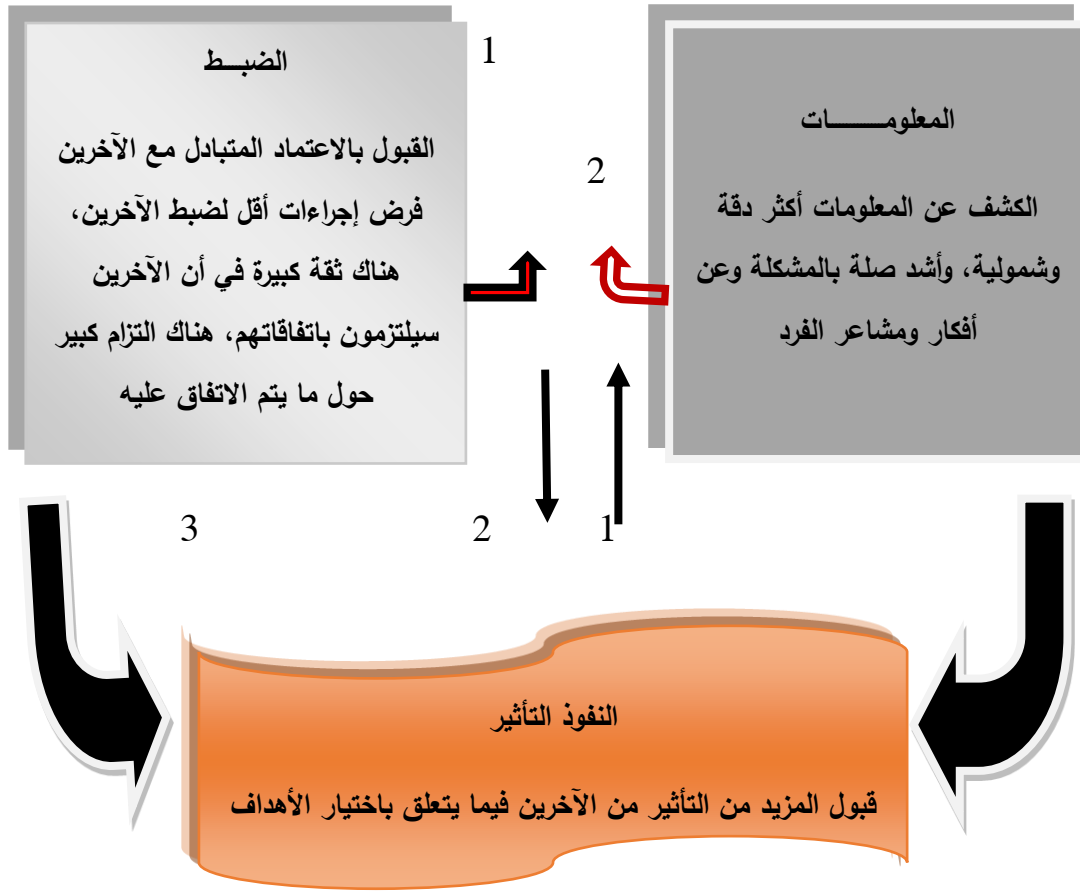 المعلومـــــــات
الكشف عن المعلومات أكثر دقة
وشمولية، وأشد صلة بالمشكلة وعن
أفكار ومشاعر الفرد
1
2
الضبـــط
القبول بالاعتماد المتبادل مع الآخرين
فرض إجراءات أقل لضبط الآخرين،
هناك ثقة كبيرة في أن الآخرين
سيلتزمون باتفاقاتهم، هناك التزام كبير
حول ما يتم الاتفاق عليه
1
2
3
النفوذ التأثير
قبول المزيد من التأثير من الآخرين فيما يتعلق باختيار الأهداف